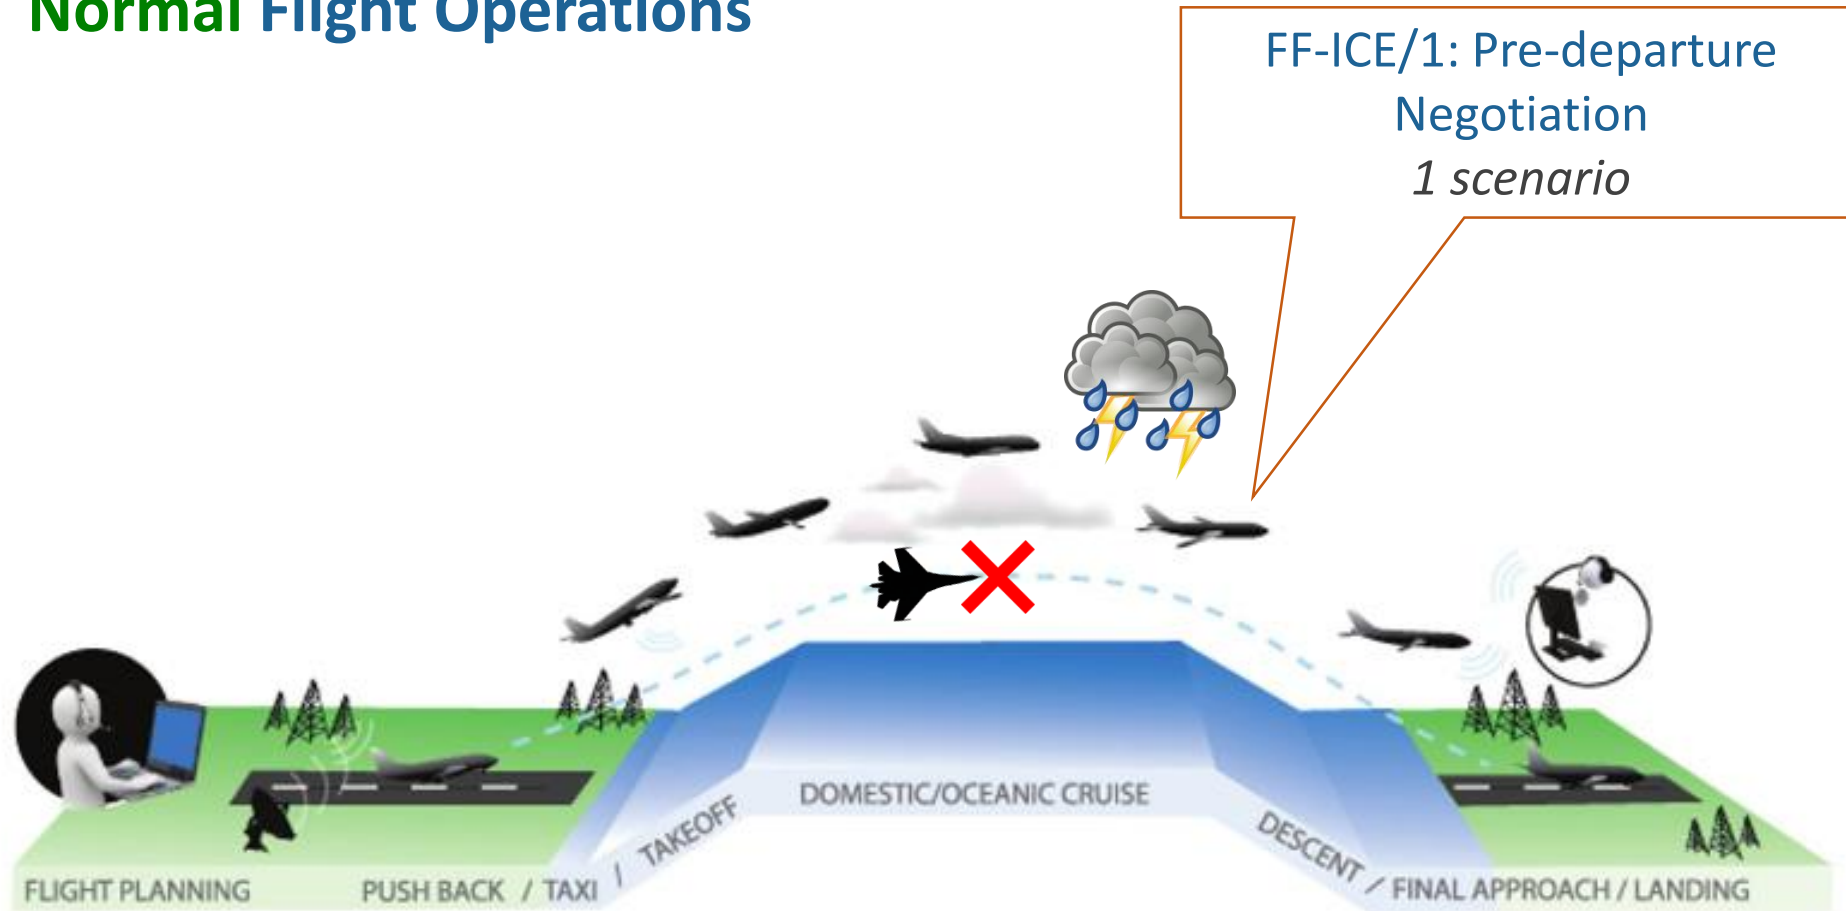 Normal Flight Operations
FF-ICE/1: Pre-departure
Negotiation
1 scenario
DOMESTIC/OCEANIC CRUISE
TAKEOFF
DESCENT
FLIGHT PLANNING
PUSH BACK / TAXI /
/ FINAL APPROACH / LANDING